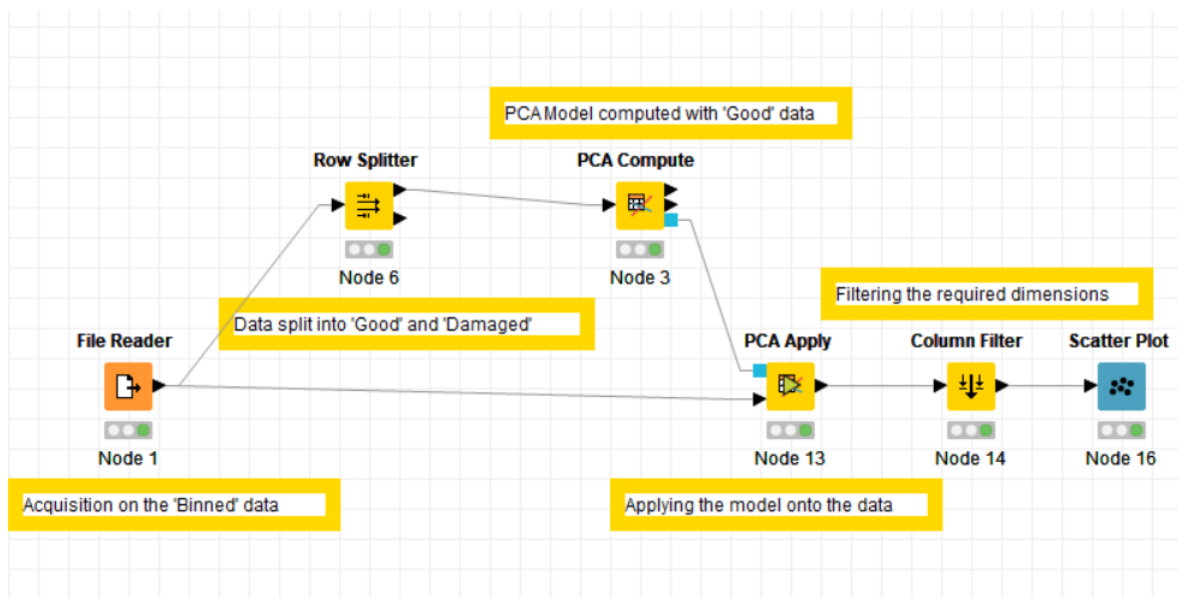 PCA Model computed with 'Good' data
Row Splitter
PCA Compute
Node 6
Node 3
Filtering the required dimensions
Data split into 'Good' and 'Damaged'
File Reader
PCA Apply
Column Filter
Scatter Plot
Node 1
Node 13
Node 14
Node 16
Acquisition on the 'Binned' data
Applying the model onto the data